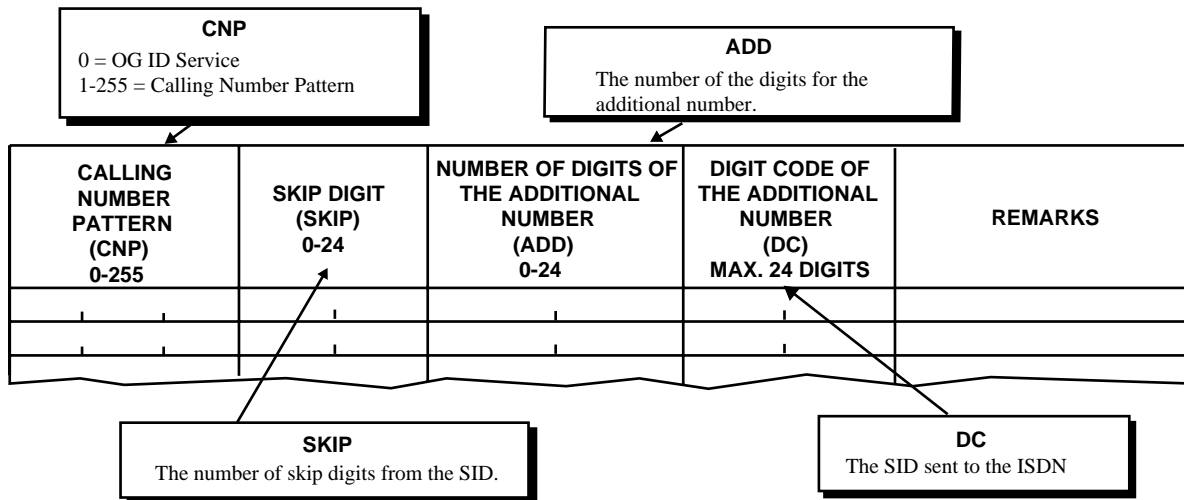 CNP
0 = OG ID Service
1-255 = Calling Number Pattern
ADD
The number of the digits for the
additional number.
CALLING
NUMBER
PATTERN
(CNP)
0-255
SKIP DIGIT
(SKIP)
0-24
NUMBER OF DIGITS OF
THE ADDITIONAL
NUMBER
(ADD)
0-24
DIGIT CODE OF
THE ADDITIONAL
NUMBER
(DC)
MAX. 24 DIGITS
REMARKS
SKIP
The number of skip digits from the SID.
DC
The SID sent to the ISDN